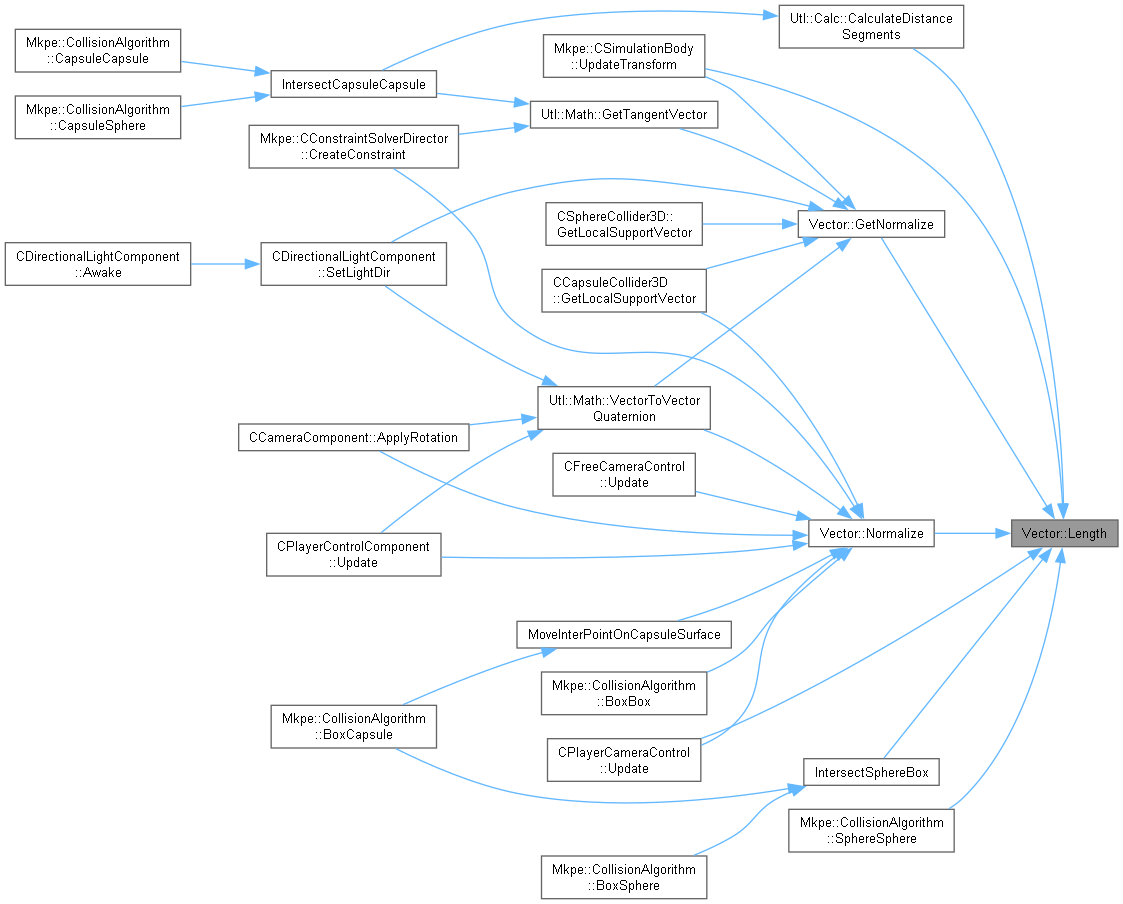 Utl::Calc::CalculateDistance
Segments
Mkpe::CollisionAlgorithm
::CapsuleCapsule
Mkpe::CSimulationBody
::UpdateTransform
IntersectCapsuleCapsule
Mkpe::CollisionAlgorithm
::CapsuleSphere
Utl::Math::GetTangentVector
Mkpe::CConstraintSolverDirector
::CreateConstraint
CSphereCollider3D::
GetLocalSupportVector
Vector::GetNormalize
CDirectionalLightComponent
::Awake
CDirectionalLightComponent
::SetLightDir
CCapsuleCollider3D
::GetLocalSupportVector
Utl::Math::VectorToVector
Quaternion
CCameraComponent::ApplyRotation
CFreeCameraControl
::Update
CPlayerControlComponent
::Update
Vector::Normalize
Vector::Length
MoveInterPointOnCapsuleSurface
Mkpe::CollisionAlgorithm
::BoxBox
Mkpe::CollisionAlgorithm
::BoxCapsule
CPlayerCameraControl
::Update
IntersectSphereBox
Mkpe::CollisionAlgorithm
::SphereSphere
Mkpe::CollisionAlgorithm
::BoxSphere